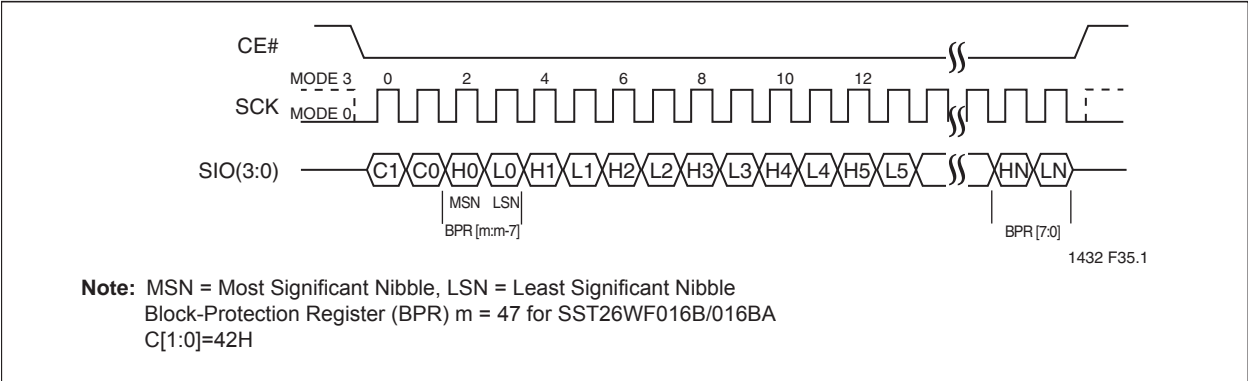 CE#
MODE 3 0 2 4 6 8 10 12
SCK MODE 0
SIO(3:0) C1 C0 H0 L0 H1 L1 H2 L2 H3 L3 H4 L4 H5 L5 HN LN
MSN LSN
BPR [m:m-7] BPR [7:0]
1432 F35.1
Note: MSN = Most Significant Nibble, LSN = Least Significant Nibble
Block-Protection Register (BPR) m = 47 for SST26WF016B/016BA
C[1:0]=42H